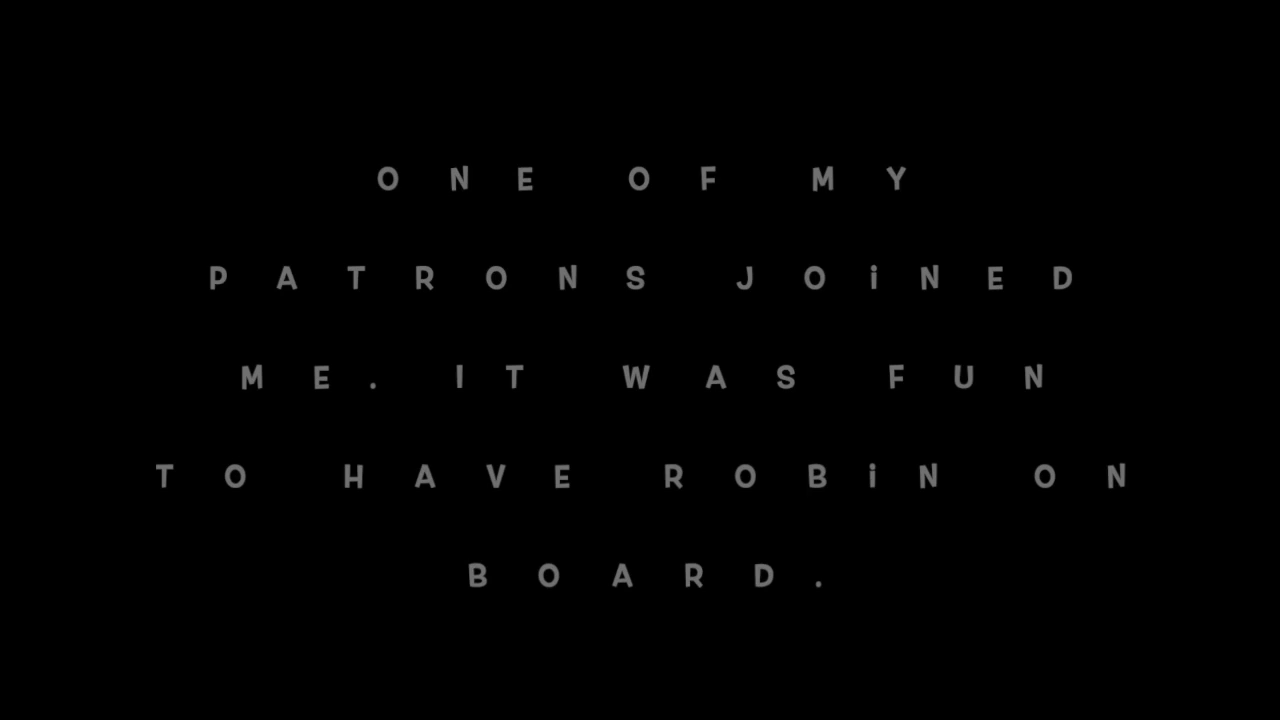 ONE OF MY
PATRONS JOiNED
ME. IT WAS FUN
TO HAVE ROBiN ON
BOARD.